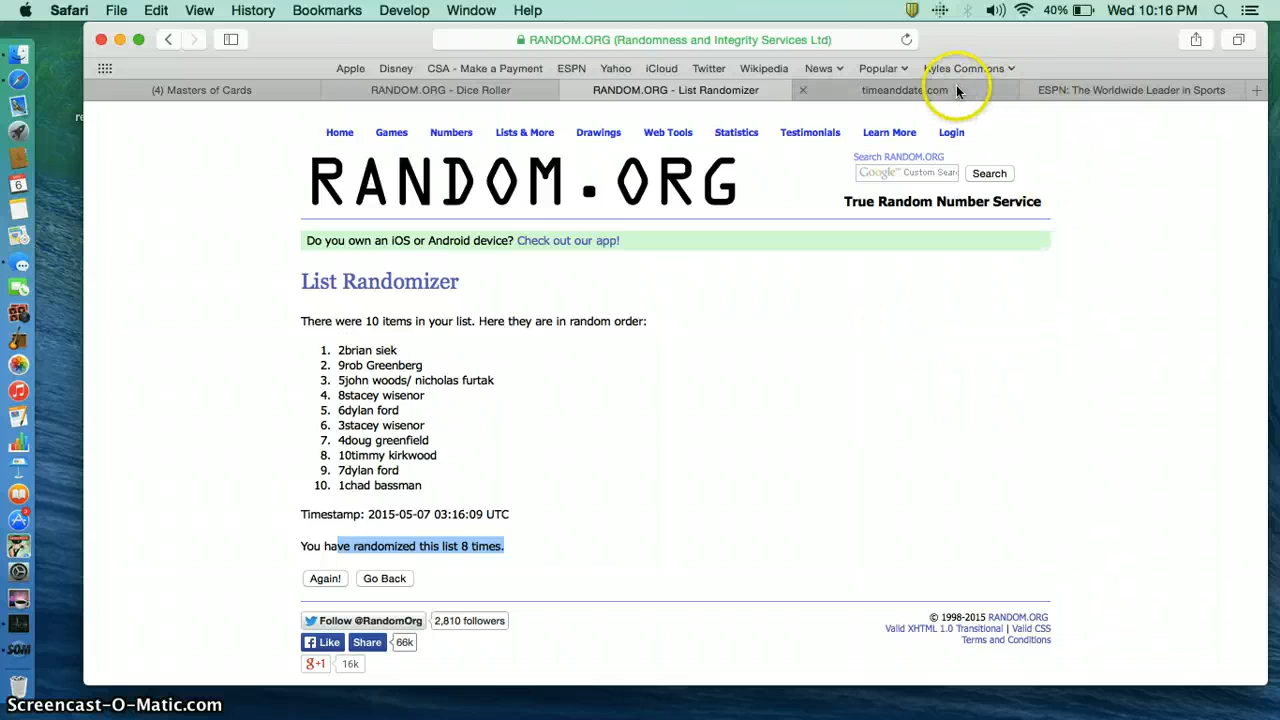 Safari File Edit View History Bookmarks Develop Window Help 40% Wed 10:16 PM
RANDOM.ORG (Randomness and Integrity Services Ltd)
Apple Disney CSA - Make a Payment ESPN Yahoo iCloud Twitter Wikipedia News Popular Kyles Commons
(4) Masters of Cards RANDOM.ORG - Dice Roller RANDOM.ORG - List Randomizer timeanddate.com ESPN: The Worldwide Leader in Sports
Home Games Numbers Lists & More Drawings Web Tools Statistics Testimonials Learn More Login
Search RANDOM.ORG
RANDOM.ORG
Google™ Custom Sear Search
True Random Number Service
Do you own an iOS or Android device? Check out our app!
List Randomizer
There were 10 items in your list. Here they are in random order:
1. 2brian siek
2. 9rob Greenberg
3. 5john woods/ nicholas furtak
4. 8stacey wisenor
5. 6dylan ford
6. 3stacey wisenor
7. 4doug greenfield
8. 10timmy kirkwood
9. 7dylan ford
10. 1chad bassman
Timestamp: 2015-05-07 03:16:09 UTC
You have randomized this list 8 times.
Again! Go Back
Follow @RandomOrg 2,810 followers
Like Share 66k
g+1 16k
© 1998-2015 RANDOM.ORG
Valid XHTML 1.0 Transitional | Valid CSS
Terms and Conditions
Screencast-O-Matic.com